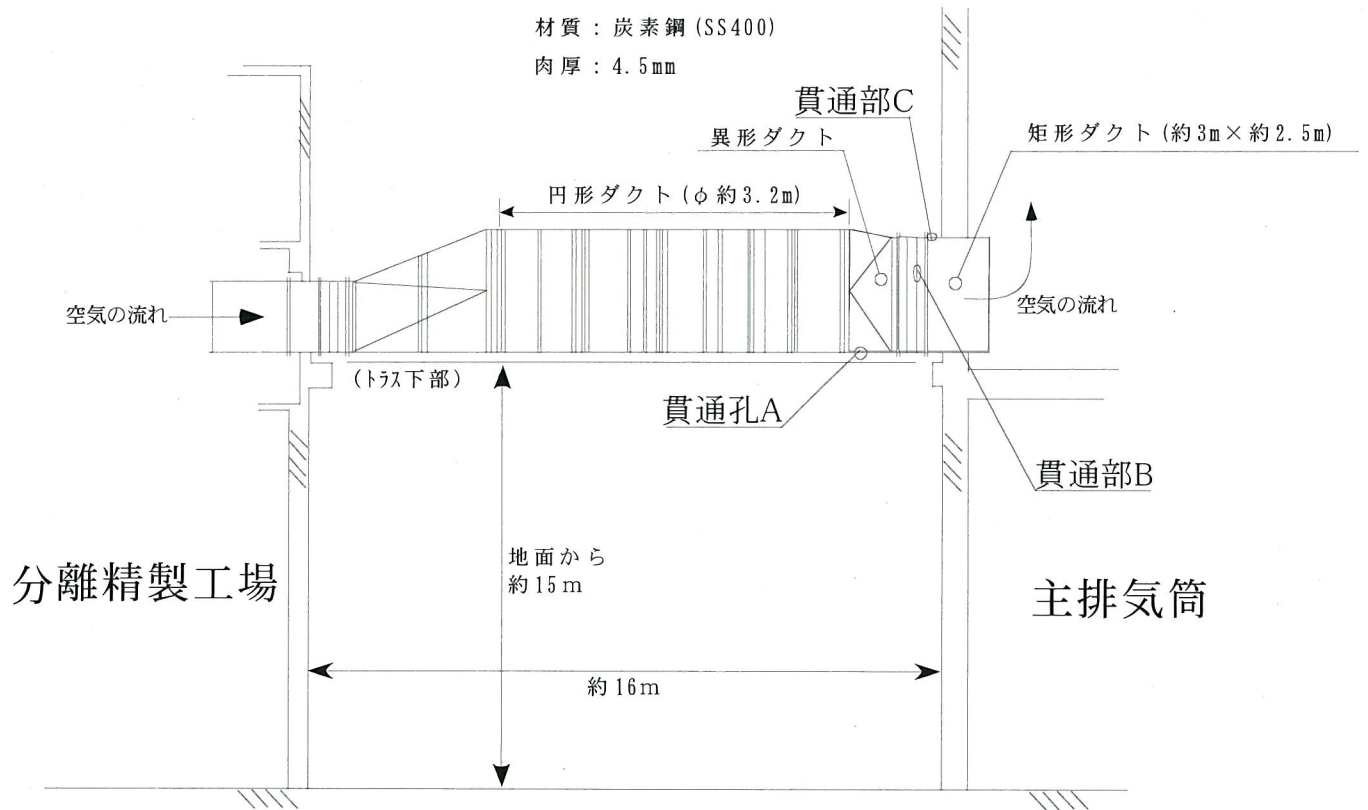 材質：炭素鋼(SS400)
肉厚：4.5mm
貫通部C
異形ダクト
矩形ダクト(約3m×約2.5m)
円形ダクト(φ約3.2m)
空気の流れ
空気の流れ
(トラス下部)
貫通孔A
貫通部B
地面から
約15m
分離精製工場
主排気筒
約16m